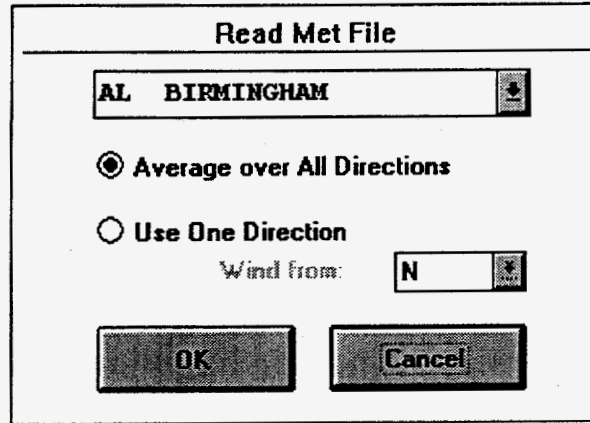 Read Met File
AL BIRMINGHAM
Average over All Directions
Use One Direction
Wind from: N
OK Cancel